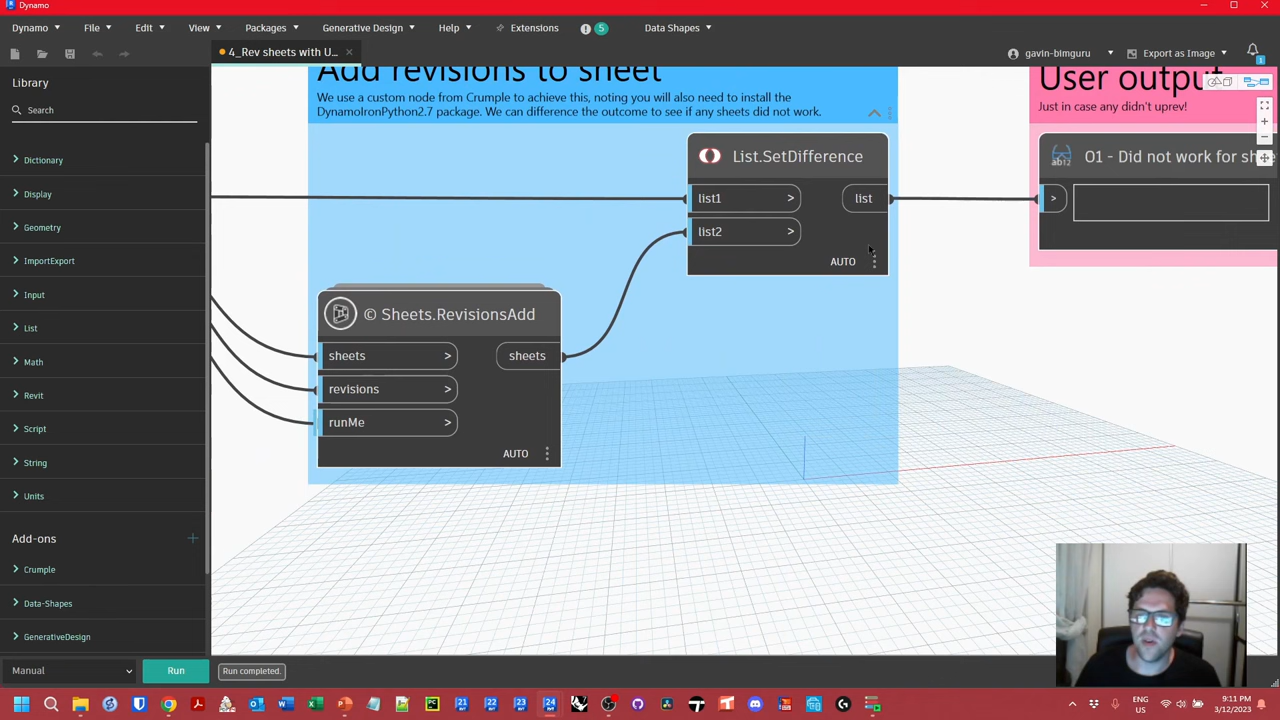 Dynamo
Dynamo File Edit View Packages Generative Design Help Extensions 5 Data Shapes
4_Rev sheets with U...
gavin-bimguru
Export as Image
1
Library
Search
Dictionary
Display
Geometry
ImportExport
Input
List
Math
Revit
Script
String
Units
Add-ons
Crumple
Data-Shapes
GenerativeDesign
Manual
Run
Run completed.
Add revisions to sheet
We use a custom node from Crumple to achieve this, noting you will also need to install the
DynamoIronPython2.7 package. We can difference the outcome to see if any sheets did not work.
List.SetDifference
list1 >
list
list2 >
AUTO
© Sheets.RevisionsAdd
sheets >
sheets
revisions >
runMe >
AUTO
User output
Just in case any didn't uprev!
ab12
O1 - Did not work for she
>
ENG
US
9:11 PM
3/12/2023